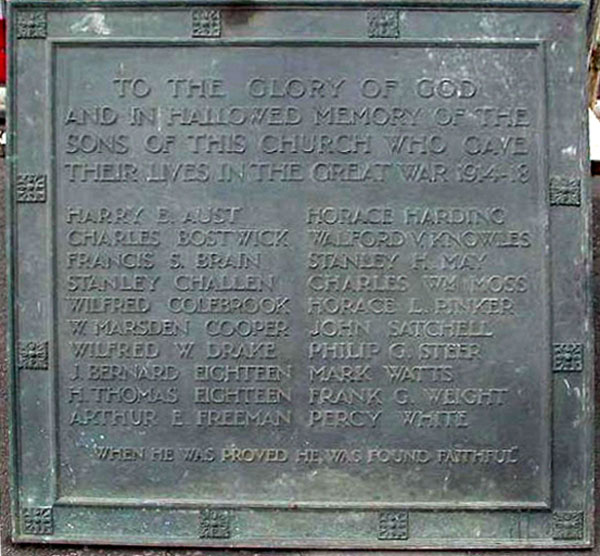 TO THE GLORY OF GOD
AND IN HALLOWED MEMORY OF THE
SONS OF THIS CHURCH WHO GAVE
THEIR LIVES IN THE GREAT WAR 1914-18
HARRY E. AUST
CHARLES BOSTWICK
FRANCIS S. BRAIN
STANLEY CHALLEN
WILFRED COLEBROOK
W. MARSDEN COOPER
WILFRED W. DRAKE
J. BERNARD EIGHTEEN
H. THOMAS EIGHTEEN
ARTHUR E. FREEMAN
HORACE HARDING
WALFORD V. KNOWLES
STANLEY H. MAY
CHARLES WM MOSS
HORACE L. PINKER
JOHN SATCHELL
PHILIP G. STEER
MARK WATTS
FRANK G. WEIGHT
PERCY WHITE
WHEN HE WAS PROVED HE WAS FOUND FAITHFUL